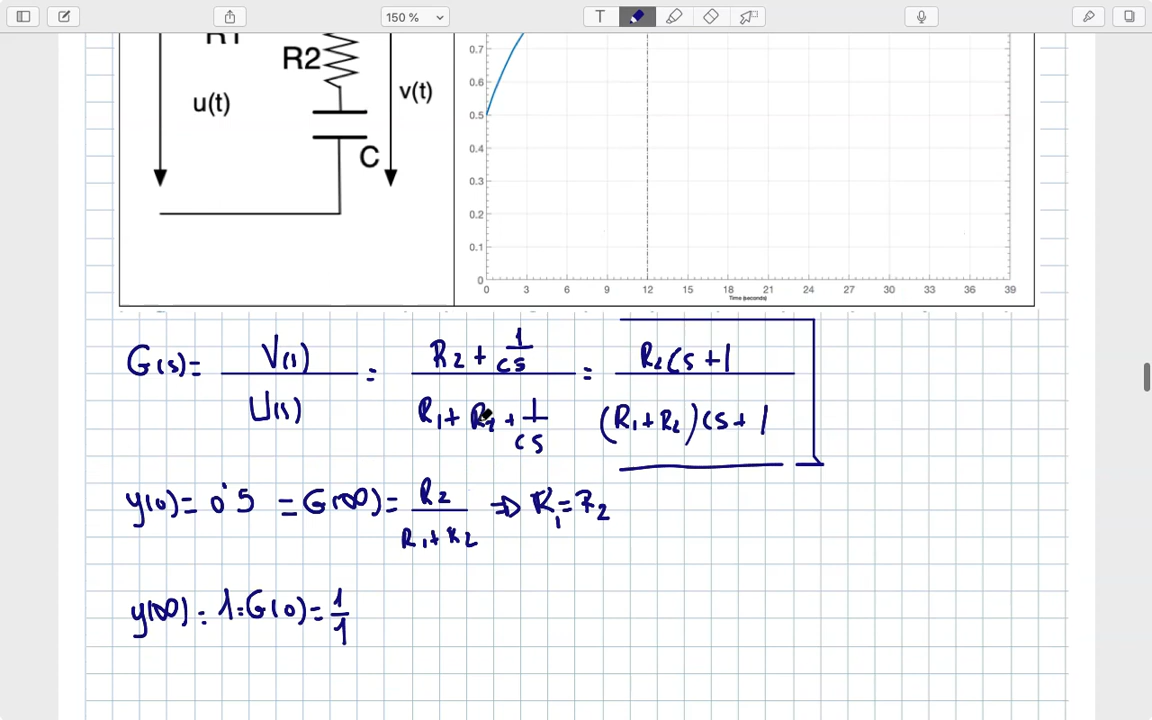 150 %
T
R1
R2
u(t)
v(t)
C
0.7
0.6
0.5
0.4
0.3
0.2
0.1
0
0 3 6 9 12 15 18 21 24 27 30 33 36 39
Time (seconds)
G(s) = V(s) / U(s) = (R2 + 1/CS) / (R1 + R2 + 1/CS) = (R2 CS + 1) / ((R1 + R2) CS + 1)
y(0) = 0'5 = G(∞) = R2 / (R1 + R2) ⇒ R1 = R2
y(∞) = 1 = G(0) = 1/1